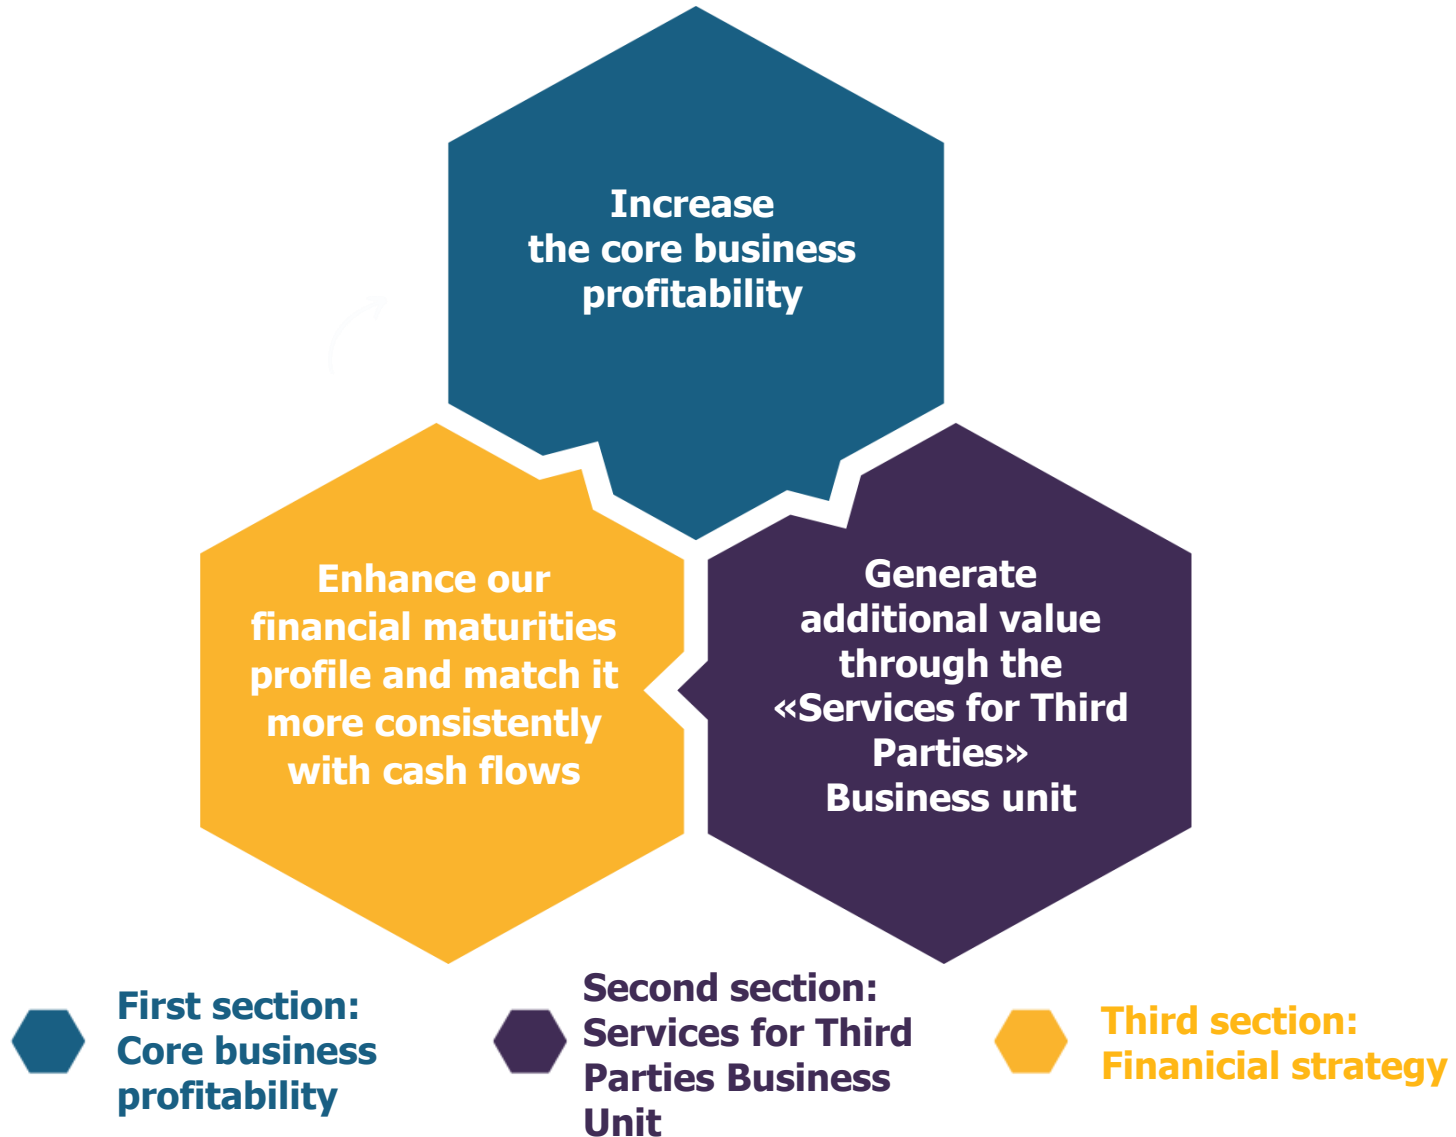 Increase
the core business
profitability
Enhance our
financial maturities
profile and match it
more consistently
with cash flows
Generate
additional value
through the
«Services for Third
Parties»
Business unit
First section:
Core business
profitability
Second section:
Services for Third
Parties Business
Unit
Third section:
Finanicial strategy